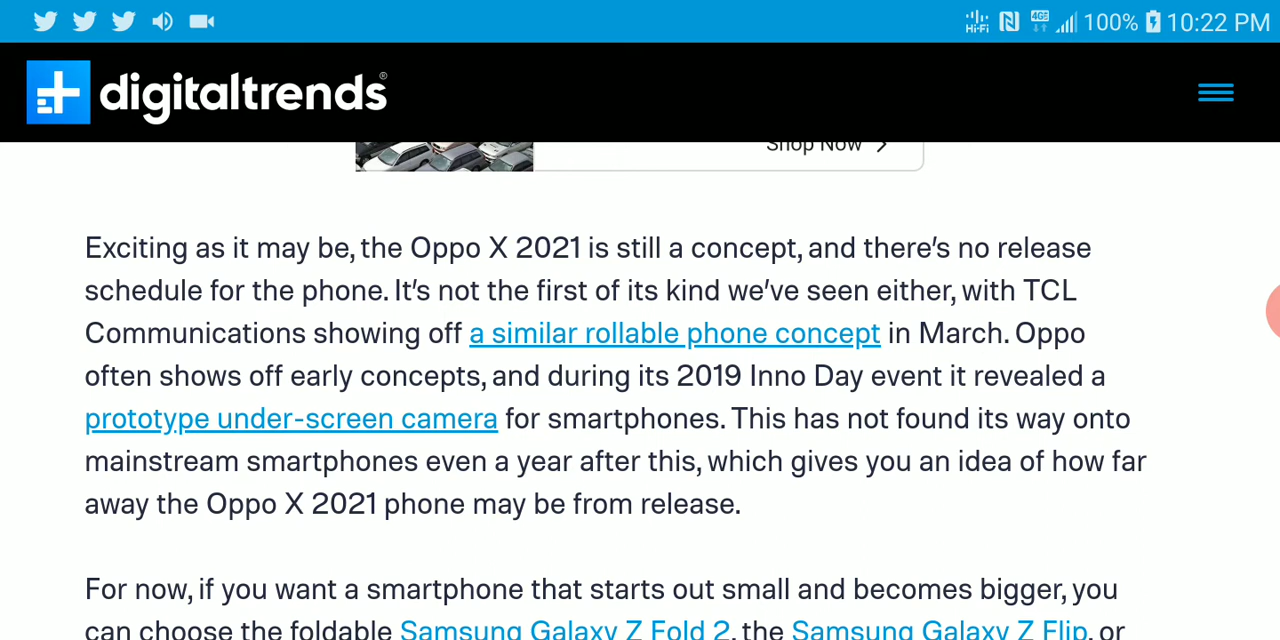 Hi-Fi 4GE 100% 10:22 PM
digitaltrends®
Shop Now
Exciting as it may be, the Oppo X 2021 is still a concept, and there's no release
schedule for the phone. It's not the first of its kind we've seen either, with TCL
Communications showing off a similar rollable phone concept in March. Oppo
often shows off early concepts, and during its 2019 Inno Day event it revealed a
prototype under-screen camera for smartphones. This has not found its way onto
mainstream smartphones even a year after this, which gives you an idea of how far
away the Oppo X 2021 phone may be from release.
For now, if you want a smartphone that starts out small and becomes bigger, you
can choose the foldable Samsung Galaxy Z Fold 2, the Samsung Galaxy Z Flip, or